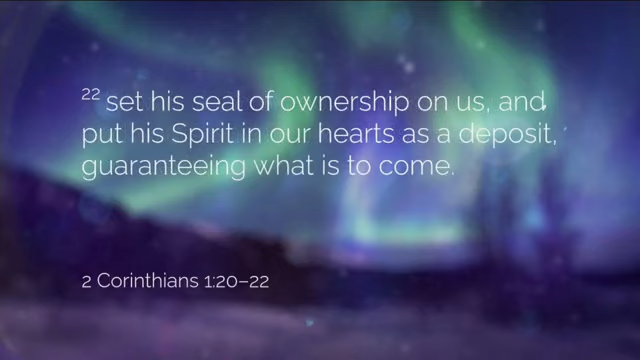 22 set his seal of ownership on us, and
put his Spirit in our hearts as a deposit,
guaranteeing what is to come.
2 Corinthians 1:20–22